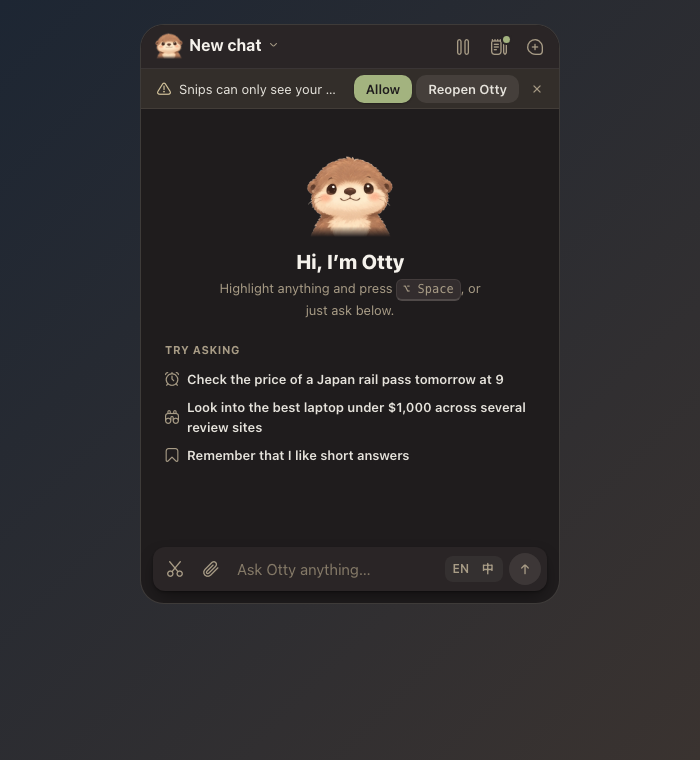 New chat
Snips can only see your ...
Allow
Reopen Otty
Hi, I’m Otty
Highlight anything and press ⌥ Space, or
just ask below.
TRY ASKING
Check the price of a Japan rail pass tomorrow at 9
Look into the best laptop under $1,000 across several
review sites
Remember that I like short answers
Ask Otty anything...
EN 中